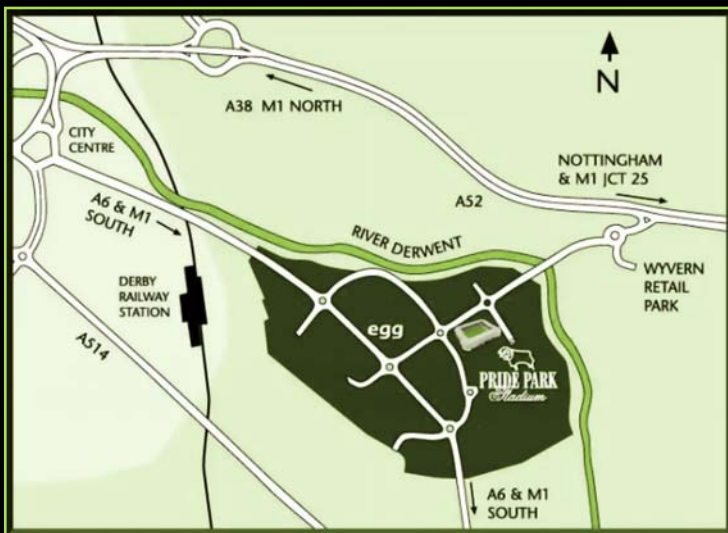 N
A38 M1 NORTH
CITY
CENTRE
NOTTINGHAM
& M1 JCT 25
A6 & M1
SOUTH
A52
RIVER DERWENT
WYVERN
RETAIL
PARK
DERBY
RAILWAY
STATION
egg
A514
PRIDE PARK
Stadium
A6 & M1
SOUTH